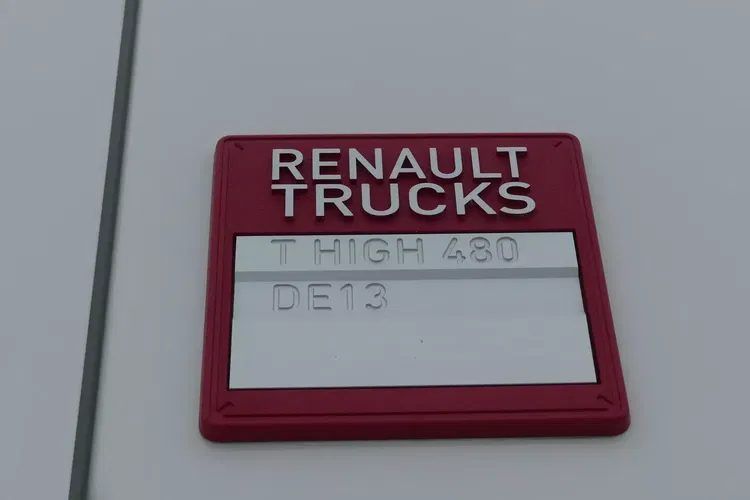 RENAULT
TRUCKS
T HIGH 480
DE13